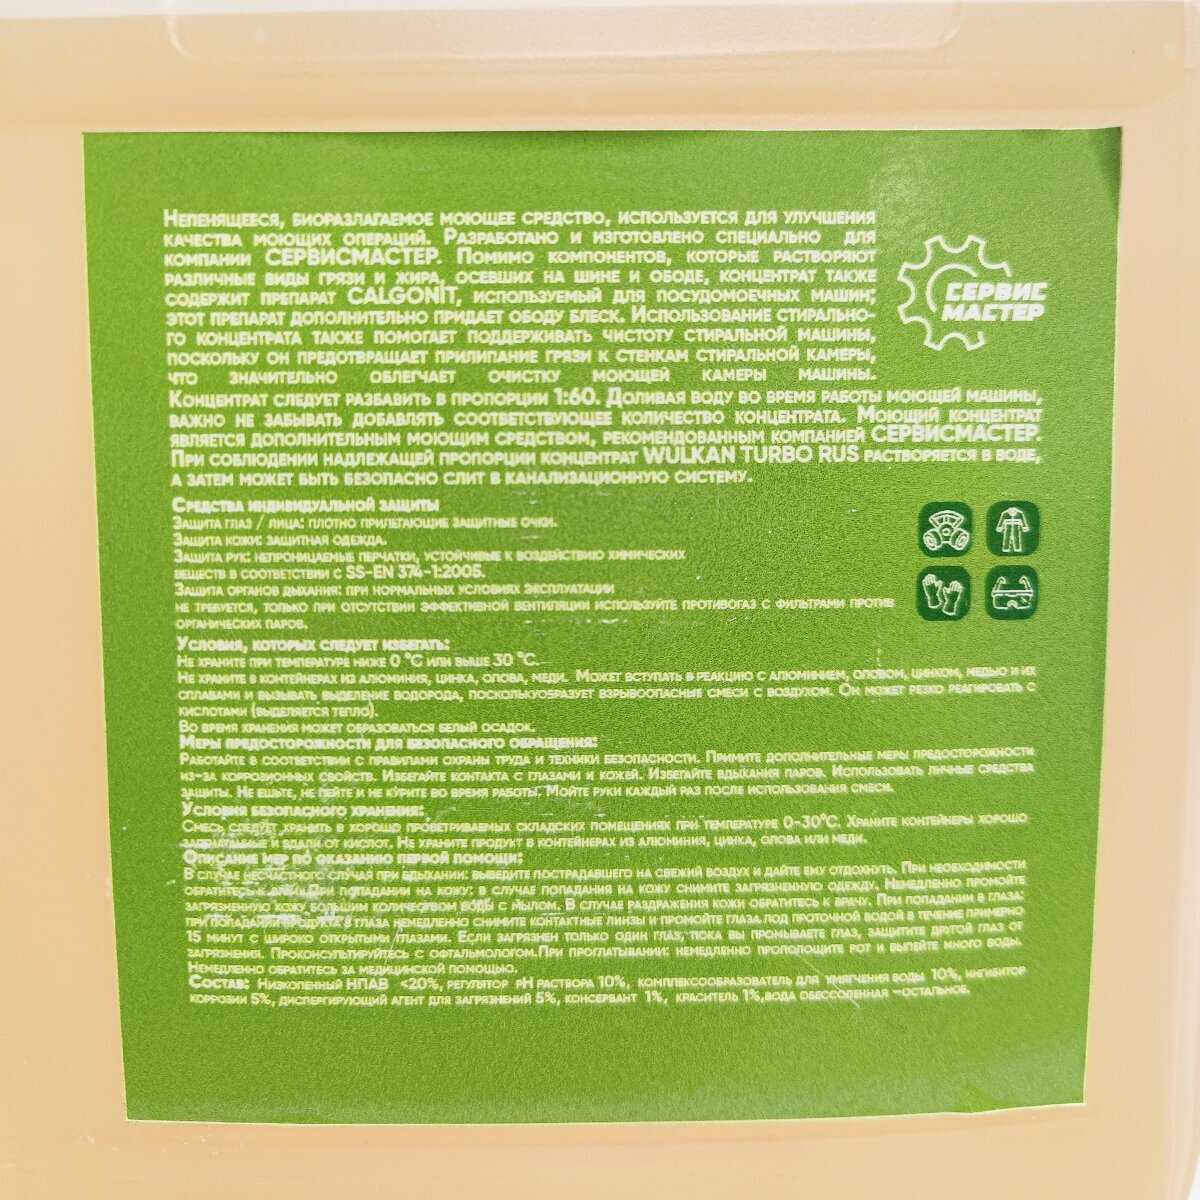 Непенящееся, биоразлагаемое моющее средство, используется для улучшения
качества моющих операций. Разработано и изготовлено специально для
компании СЕРВИСМАСТЕР. Помимо компонентов, которые растворяют
различные виды грязи и жира, осевших на шине и ободе, концентрат также
содержит препарат CALGONIT, используемый для посудомоечных машин;
этот препарат дополнительно придает ободу блеск. Использование стирально-
го концентрата также помогает поддерживать чистоту стиральной машины,
поскольку он предотвращает прилипание грязи к стенкам стиральной камеры,
что значительно облегчает очистку моющей камеры машины.
СЕРВИС
МАСТЕР
Концентрат следует разбавить в пропорции 1:60. Доливая воду во время работы моющей машины,
важно не забывать добавлять соответствующее количество концентрата. Моющий концентрат
является дополнительным моющим средством, рекомендованным компанией СЕРВИСМАСТЕР.
При соблюдении надлежащей пропорции концентрат WULKAN TURBO RUS растворяется в воде,
а затем может быть безопасно слит в канализационную систему.
Средства индивидуальной защиты
Защита глаз / лица: плотно прилегающие защитные очки.
Защита кожи: защитная одежда.
Защита рук: непроницаемые перчатки, устойчивые к воздействию химических
веществ в соответствии с SS-EN 374-1:2005.
Защита органов дыхания: при нормальных условиях эксплуатации
не требуется, только при отсутствии эффективной вентиляции используйте противогаз с фильтрами против
органических паров.
Условия, которых следует избегать:
Не храните при температуре ниже 0 °C или выше 30 °C.
Не храните в контейнерах из алюминия, цинка, олова, меди. Может вступать в реакцию с алюминием, оловом, цинком, медью и их
сплавами и вызывать выделение водорода, поскольку образует взрывоопасные смеси с воздухом. Он может резко реагировать с
кислотами (выделяется тепло).
Во время хранения может образоваться белый осадок.
Меры предосторожности для безопасного обращения:
Работайте в соответствии с правилами охраны труда и техники безопасности. Примите дополнительные меры предосторожности
из-за коррозионных свойств. Избегайте контакта с глазами и кожей. Избегайте вдыхания паров. Использовать личные средства
защиты. Не ешьте, не пейте и не курите во время работы. Мойте руки каждый раз после использования смеси.
Условия безопасного хранения:
Смесь следует хранить в хорошо проветриваемых складских помещениях при температуре 0-30°C. Храните контейнеры хорошо
закрытыми и вдали от кислот. Не храните продукт в контейнерах из алюминия, цинка, олова или меди.
Описание мер по оказанию первой помощи:
В случае несчастного случая при вдыхании: выведите пострадавшего на свежий воздух и дайте ему отдохнуть. При необходимости
обратитесь к врачу. При попадании на кожу: в случае попадания на кожу снимите загрязненную одежду. Немедленно промойте
загрязненную кожу большим количеством воды с мылом. В случае раздражения кожи обратитесь к врачу. При попадании в глаза:
при попадании продукта в глаза немедленно снимите контактные линзы и промойте глаза под проточной водой в течение примерно
15 минут с широко открытыми глазами. Если загрязнен только один глаз, пока вы промываете глаз, защитите другой глаз от
загрязнения. Проконсультируйтесь с офтальмологом.При проглатывании: немедленно прополощите рот и выпейте много воды.
Немедленно обратитесь за медицинской помощью.
Состав: Низкопенный НПАВ <20%, регулятор pH раствора 10%, комплексообразователь для умягчения воды 10%, ингибитор
коррозии 5%, диспергирующий агент для загрязнений 5%, консервант 1%, краситель 1%,вода обессоленная –остальное.